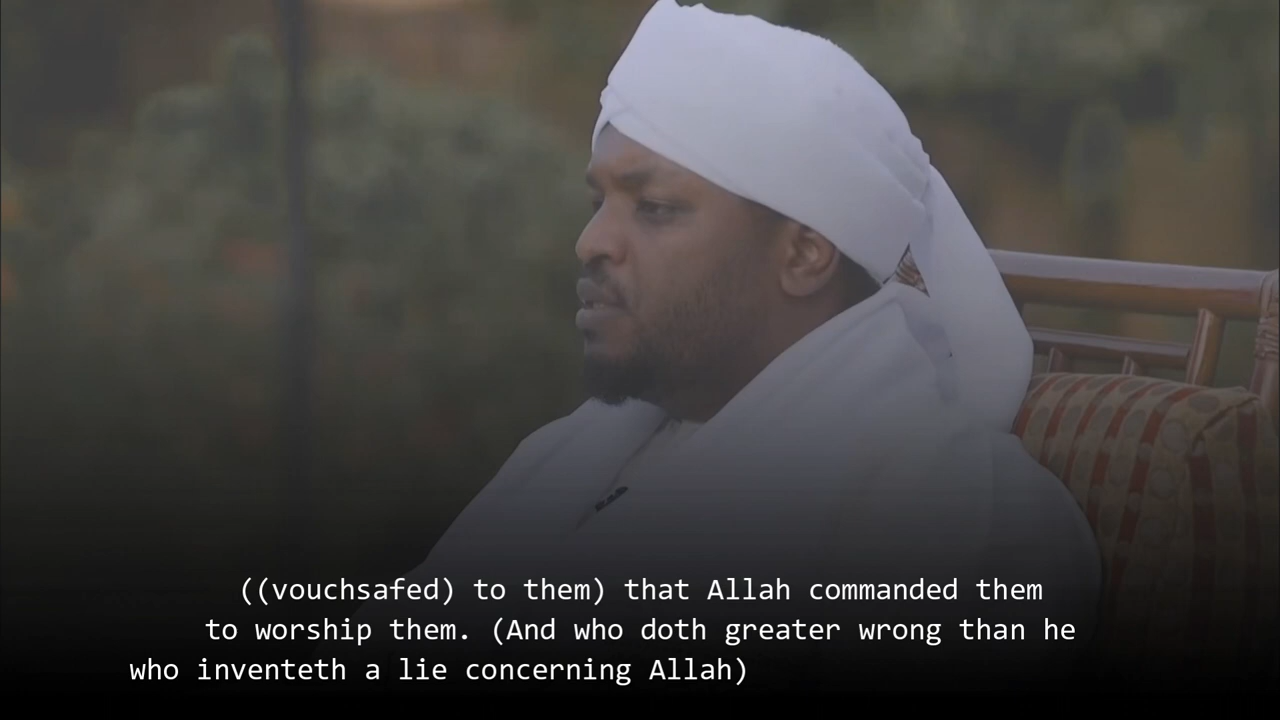 ((vouchsafed) to them) that Allah commanded them
to worship them. (And who doth greater wrong than he
who inventeth a lie concerning Allah)